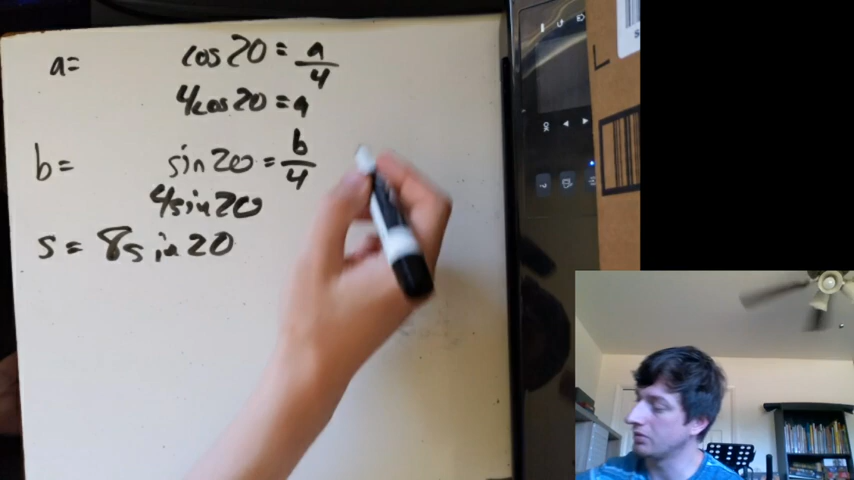 a= cos 20 = a/4
4cos 20 = a
b= sin 20 = b/4
4sin 20
s = 8sin 20